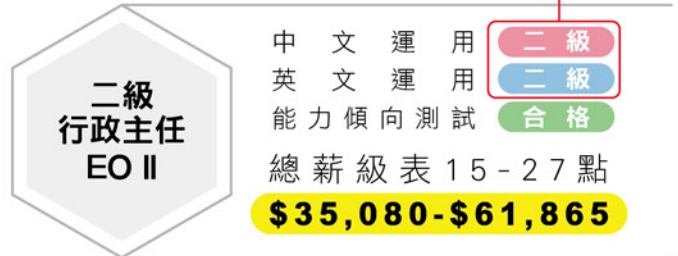 二級
行政主任
EO II
中文運用 二級
英文運用 二級
能力傾向測試 合格
總薪級表15-27點
$35,080-$61,865